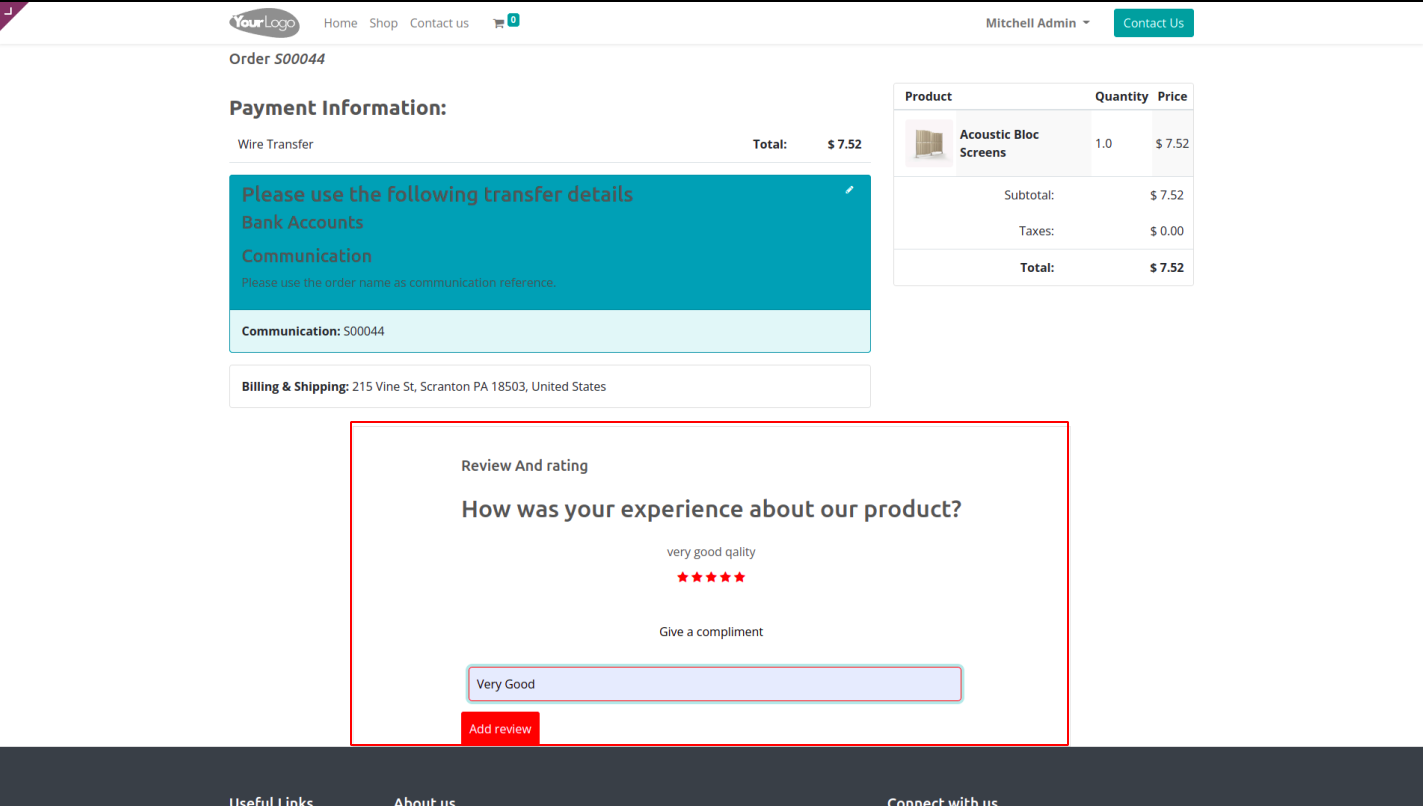 YourLogo
Home Shop Contact us 0 Mitchell Admin Contact Us
Order S00044
Payment Information:
Wire Transfer Total: $ 7.52
Please use the following transfer details
Bank Accounts
Communication
Please use the order name as communication reference.
Communication: S00044
Billing & Shipping: 215 Vine St, Scranton PA 18503, United States
Product Quantity Price
Acoustic Bloc
Screens
1.0 $ 7.52
Subtotal: $ 7.52
Taxes: $ 0.00
Total: $ 7.52
Review And rating
How was your experience about our product?
very good qality
Give a compliment
Very Good
Add review
Useful Links About us Connect with us